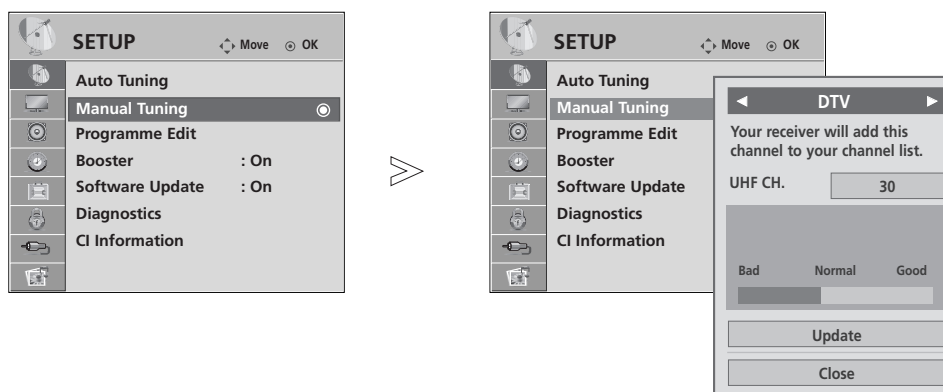 SETUP
Move OK
Auto Tuning
Manual Tuning
Programme Edit
Booster : On
Software Update : On
Diagnostics
CI Information
SETUP
Move OK
Auto Tuning
Manual Tuning
Programme Edit
Booster
Software Update
Diagnostics
CI Information
DTV
Your receiver will add this
channel to your channel list.
UHF CH. 30
Bad Normal Good
Update
Close